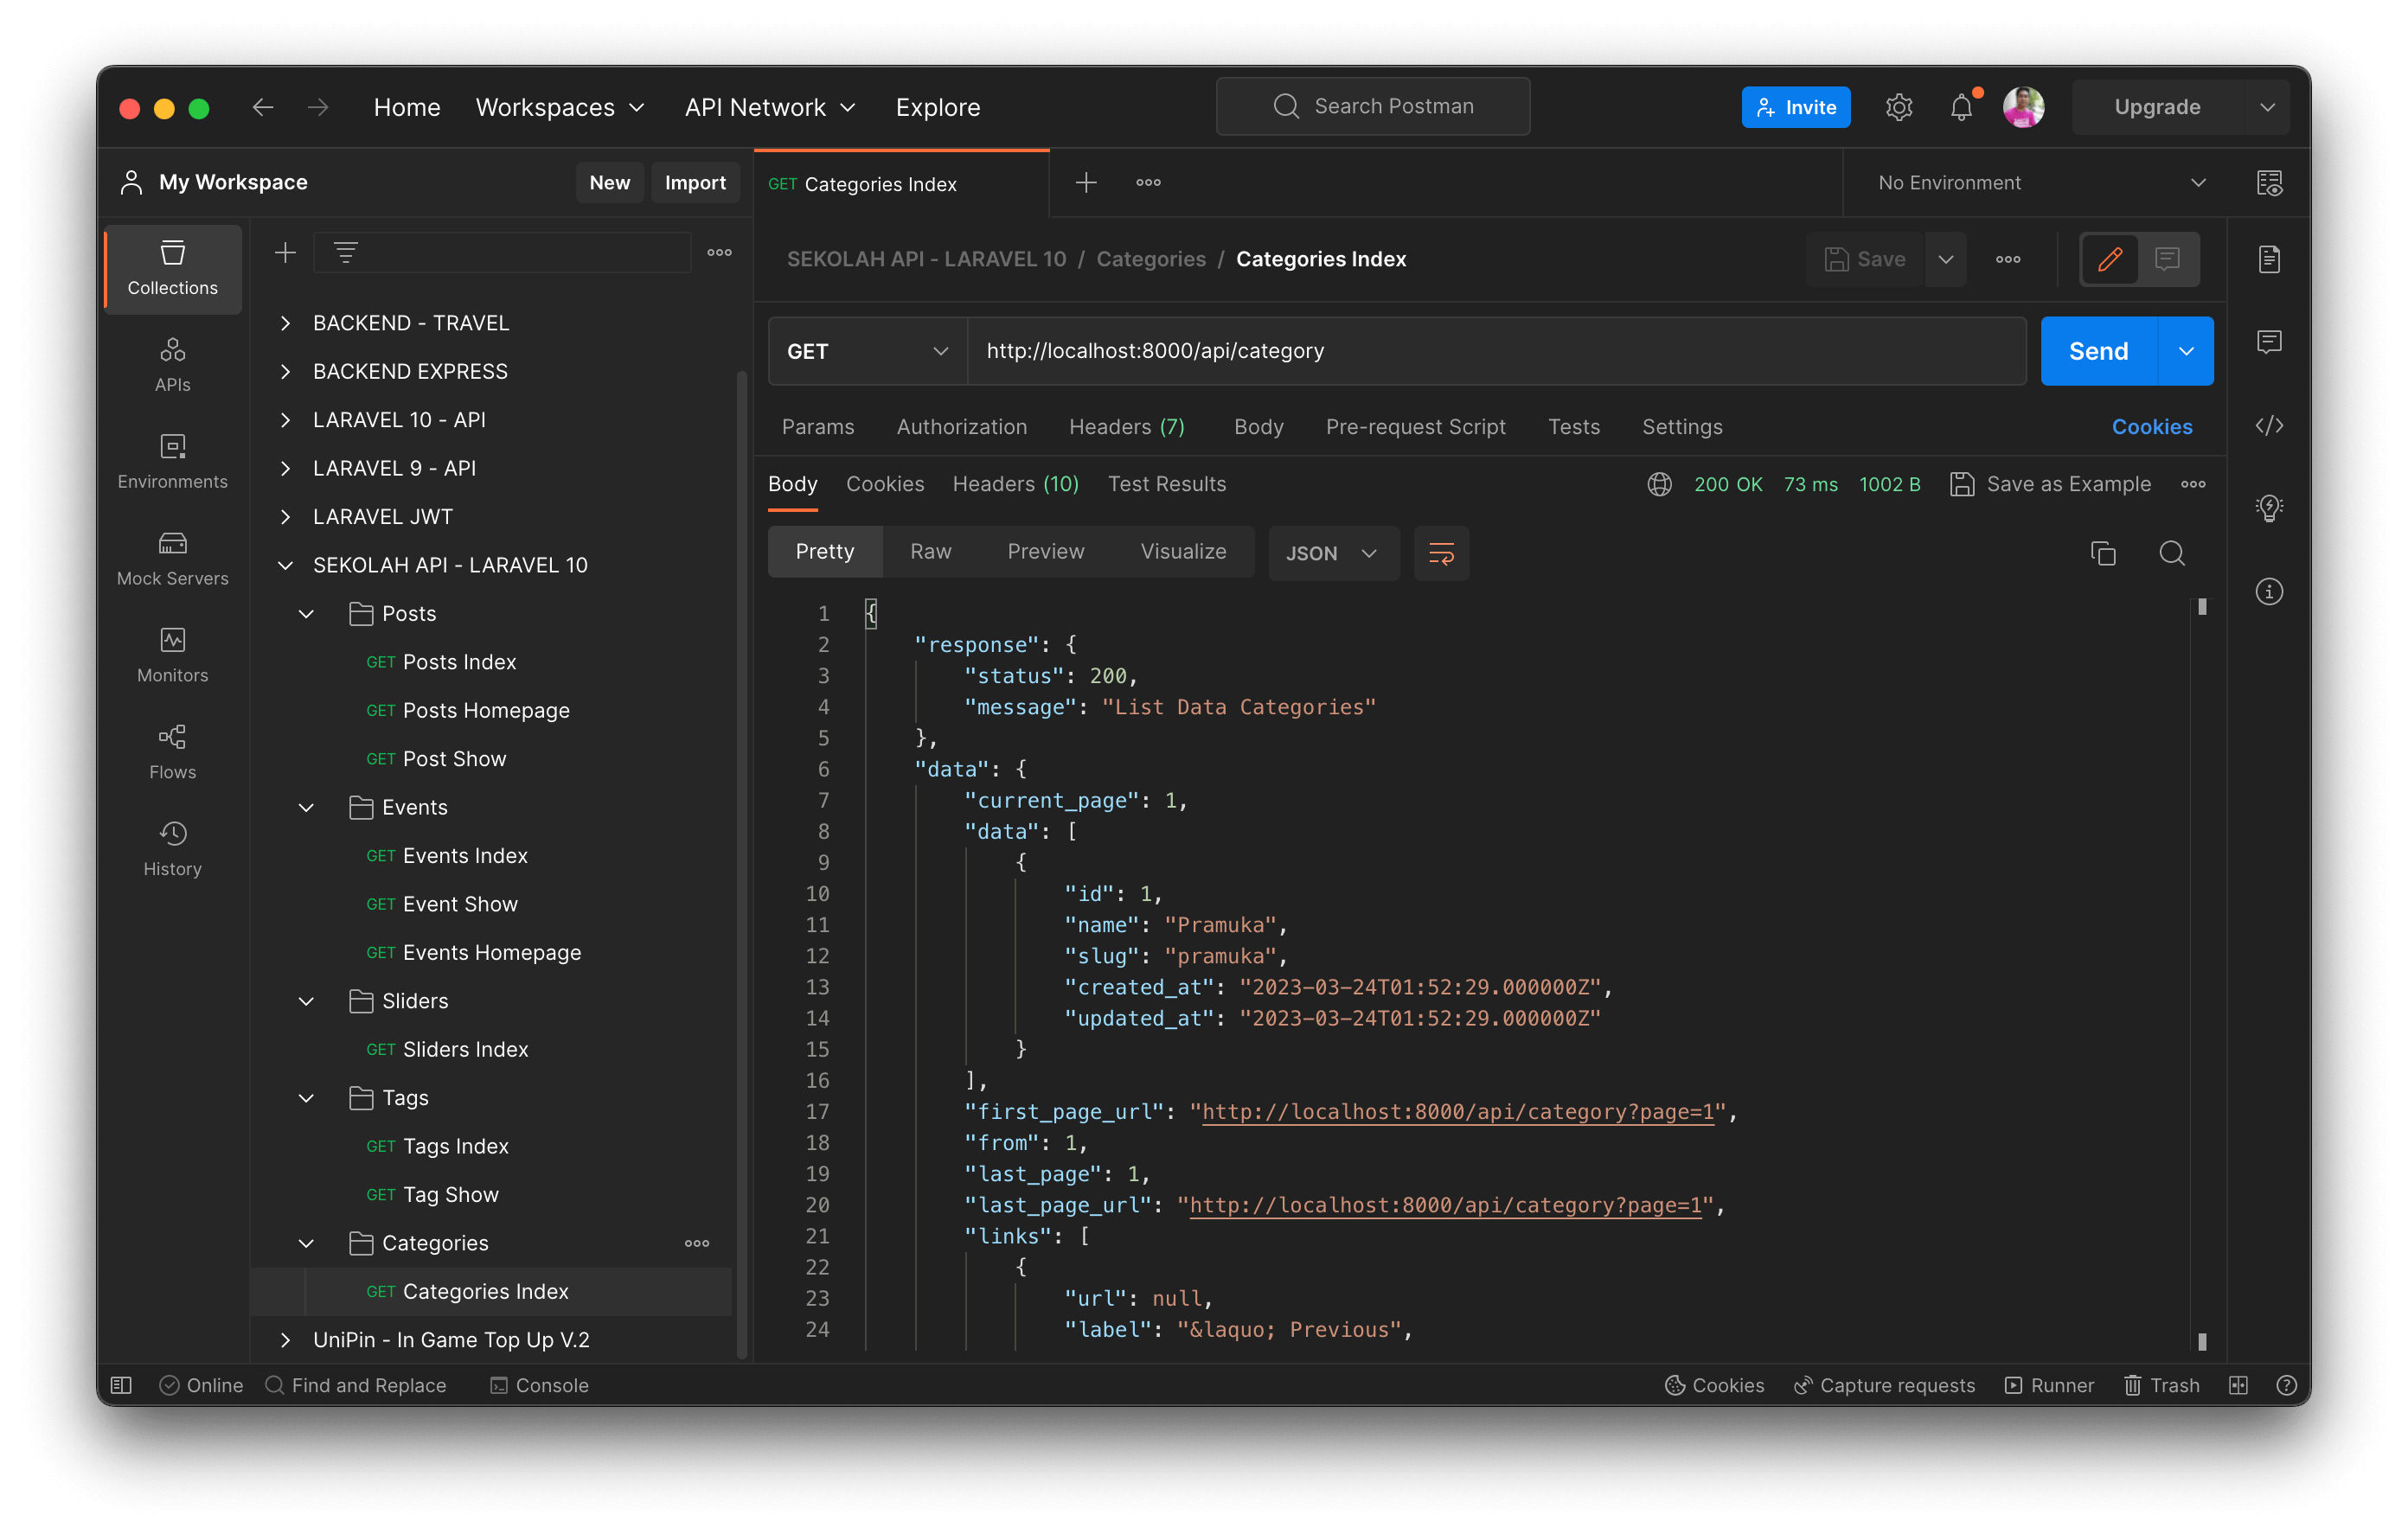 Home Workspaces API Network Explore Search Postman Invite Upgrade
My Workspace New Import
GET Categories Index
No Environment
Collections
APIs
Environments
Mock Servers
Monitors
Flows
History
BACKEND - TRAVEL
BACKEND EXPRESS
LARAVEL 10 - API
LARAVEL 9 - API
LARAVEL JWT
SEKOLAH API - LARAVEL 10
Posts
GET Posts Index
GET Posts Homepage
GET Post Show
Events
GET Events Index
GET Event Show
GET Events Homepage
Sliders
GET Sliders Index
Tags
GET Tags Index
GET Tag Show
Categories
GET Categories Index
UniPin - In Game Top Up V.2
SEKOLAH API - LARAVEL 10 / Categories / Categories Index
Save
GET http://localhost:8000/api/category Send
Params Authorization Headers (7) Body Pre-request Script Tests Settings Cookies
Body Cookies Headers (10) Test Results 200 OK 73 ms 1002 B Save as Example
Pretty Raw Preview Visualize JSON
1 {
2 "response": {
3 "status": 200,
4 "message": "List Data Categories"
5 },
6 "data": {
7 "current_page": 1,
8 "data": [
9 {
10 "id": 1,
11 "name": "Pramuka",
12 "slug": "pramuka",
13 "created_at": "2023-03-24T01:52:29.000000Z",
14 "updated_at": "2023-03-24T01:52:29.000000Z"
15 }
16 ],
17 "first_page_url": "http://localhost:8000/api/category?page=1",
18 "from": 1,
19 "last_page": 1,
20 "last_page_url": "http://localhost:8000/api/category?page=1",
21 "links": [
22 {
23 "url": null,
24 "label": "&laquo; Previous",
Online Find and Replace Console Cookies Capture requests Runner Trash